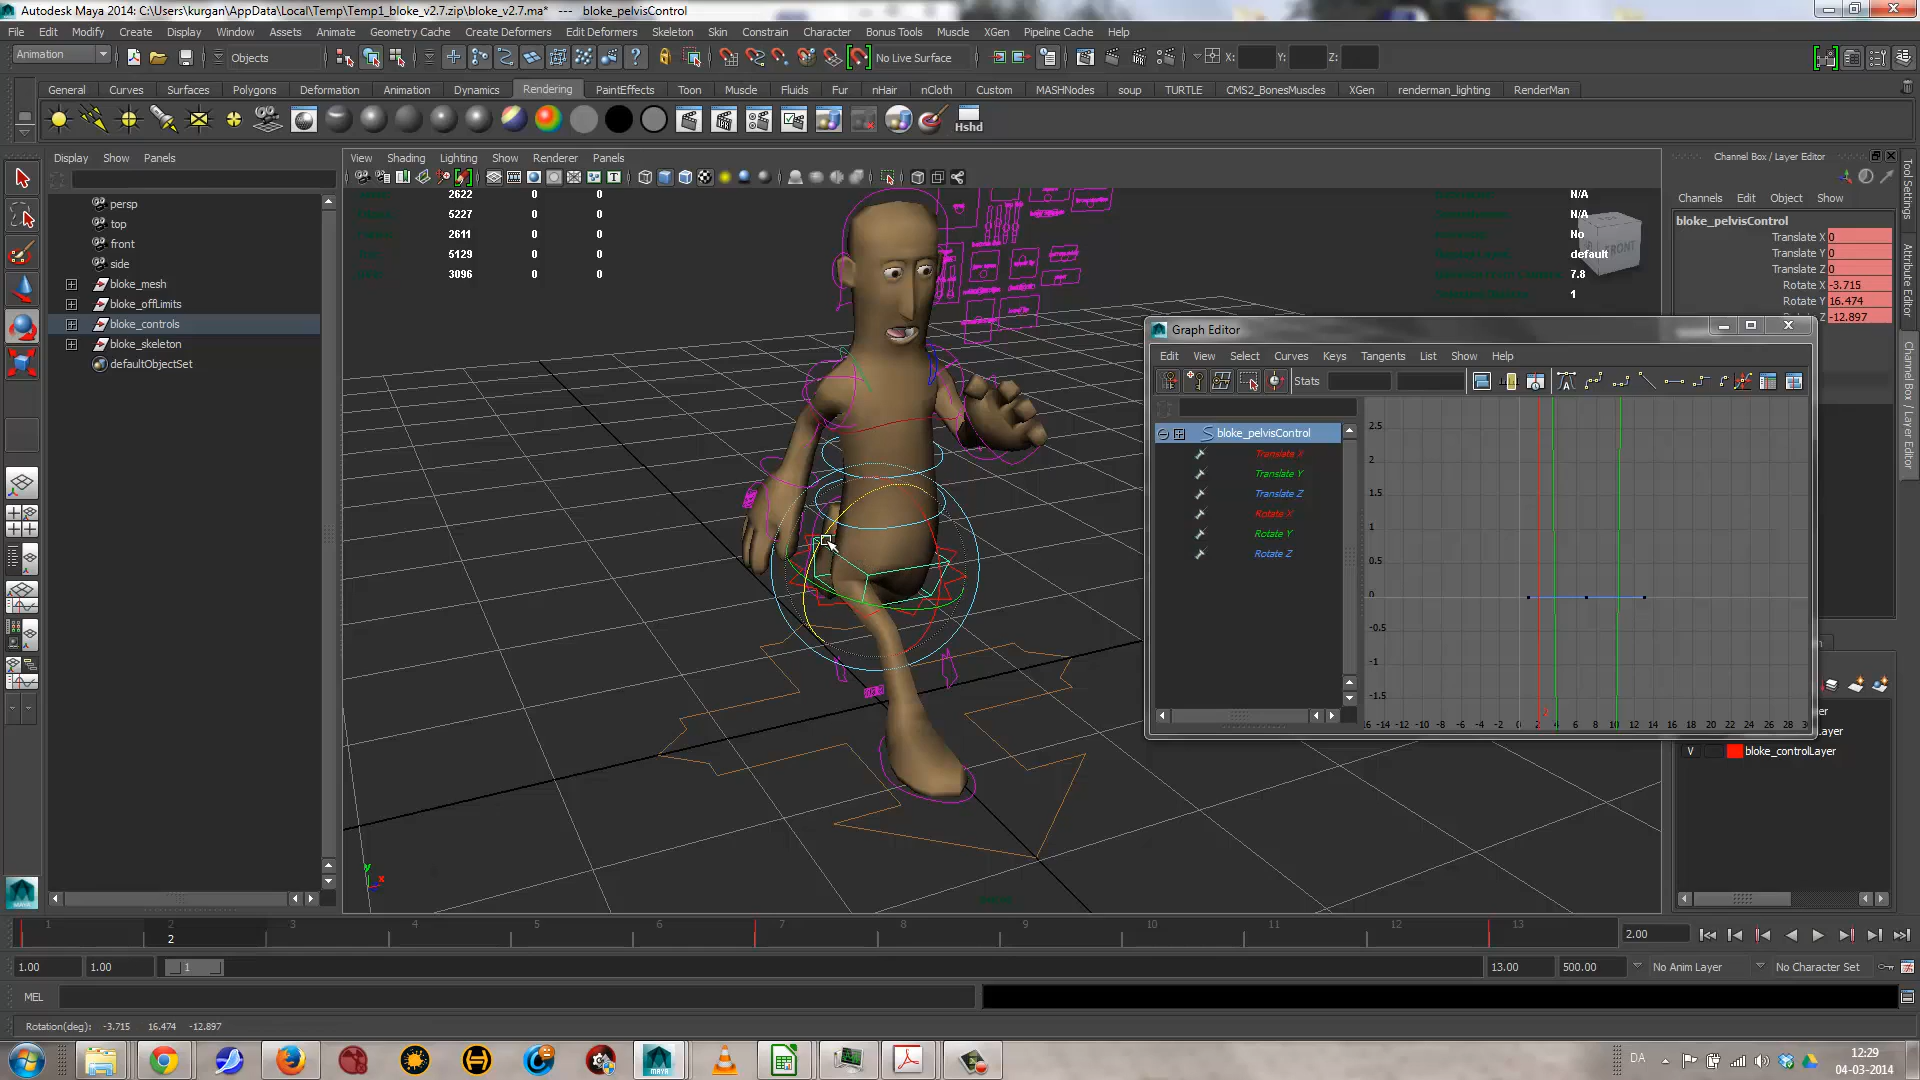 Autodesk Maya 2014: C:\Users\kurgan\AppData\Local\Temp\Temp1_bloke_v2.7.zip\bloke_v2.7.ma* --- bloke_pelvisControl
File Edit Modify Create Display Window Assets Animate Geometry Cache Create Deformers Edit Deformers Skeleton Skin Constrain Character Bonus Tools Muscle XGen Pipeline Cache Help
Animation Objects No Live Surface X: Y: Z:
General Curves Surfaces Polygons Deformation Animation Dynamics Rendering PaintEffects Toon Muscle Fluids Fur nHair nCloth Custom MASHNodes soup TURTLE CMS2_BonesMuscles XGen renderman_lighting RenderMan
Hshd
Display Show Panels
View Shading Lighting Show Renderer Panels
Channel Box / Layer Editor
persp
top
front
side
bloke_mesh
bloke_offLimits
bloke_controls
bloke_skeleton
defaultObjectSet
2622 0 0
5227 0 0
2611 0 0
5129 0 0
3096 0 0
N/A
N/A
No
default
7.8
1
FRONT
Channels Edit Object Show
bloke_pelvisControl
Translate X 0
Translate Y 0
Translate Z 0
Rotate X -3.715
Rotate Y 16.474
-12.897
Tool Settings
Attribute Editor
Channel Box / Layer Editor
Graph Editor
Edit View Select Curves Keys Tangents List Show Help
Stats
bloke_pelvisControl
Translate X
Translate Y
Translate Z
Rotate X
Rotate Y
Rotate Z
2.5
2
1.5
1
0.5
0
-0.5
-1
-1.5
-14 -12 -10 -8 -6 -4 -2 0 2 4 6 8 10 12 14 16 18 20 22 24 26 28
V bloke_controlLayer
y
x
1 2 3 4 5 6 7 8 9 10 11 12 13
2
2.00
1.00 1.00 1 13.00 500.00 No Anim Layer No Character Set
MEL
Rotation(deg): -3.715 16.474 -12.897
MAYA
DA
12:29
04-03-2014